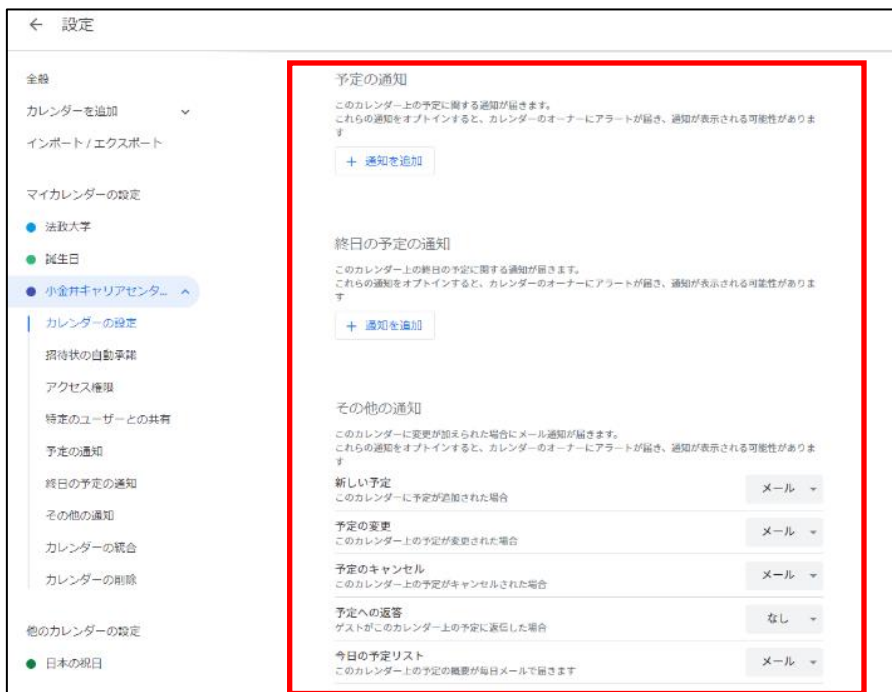 ← 設定
全般
カレンダーを追加
インポート / エクスポート
マイカレンダーの設定
法政大学
誕生日
小金井キャリアセンタ...
カレンダーの設定
招待状の自動承諾
アクセス権限
特定のユーザーとの共有
予定の通知
終日の予定の通知
その他の通知
カレンダーの統合
カレンダーの削除
他のカレンダーの設定
日本の祝日
予定の通知
このカレンダー上の予定に関する通知が届きます。
これらの通知をオプトインすると、カレンダーのオーナーにアラートが届き、通知が表示される可能性がありま
す
+ 通知を追加
終日の予定の通知
このカレンダー上の終日の予定に関する通知が届きます。
これらの通知をオプトインすると、カレンダーのオーナーにアラートが届き、通知が表示される可能性がありま
す
+ 通知を追加
その他の通知
このカレンダーに変更が加えられた場合にメール通知が届きます。
これらの通知をオプトインすると、カレンダーのオーナーにアラートが届き、通知が表示される可能性がありま
す
新しい予定 メール
このカレンダーに予定が追加された場合
予定の変更 メール
このカレンダー上の予定が変更された場合
予定のキャンセル メール
このカレンダー上の予定がキャンセルされた場合
予定への返答 なし
ゲストがこのカレンダー上の予定に返信した場合
今日の予定リスト メール
このカレンダー上の予定の概要が毎日メールで届きます